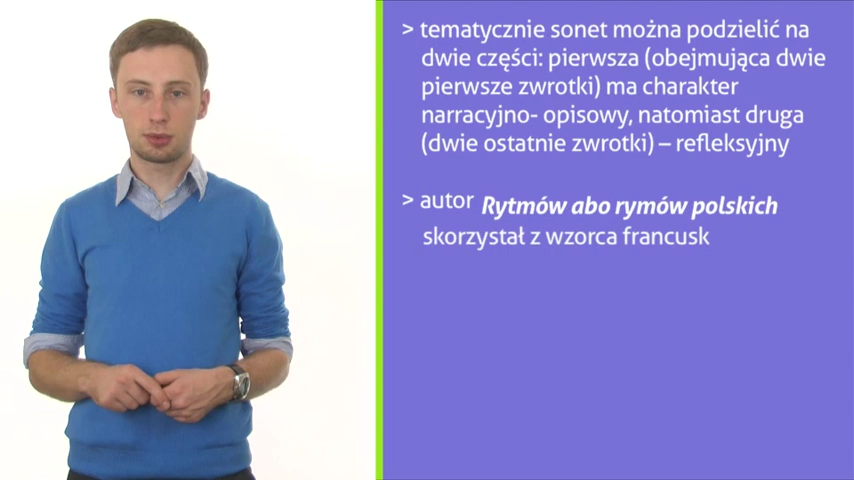 > tematycznie sonet można podzielić na
dwie części: pierwsza (obejmująca dwie
pierwsze zwrotki) ma charakter
narracyjno- opisowy, natomiast druga
(dwie ostatnie zwrotki) – refleksyjny
> autor Rytmów abo rymów polskich
skorzystał z wzorca francusk